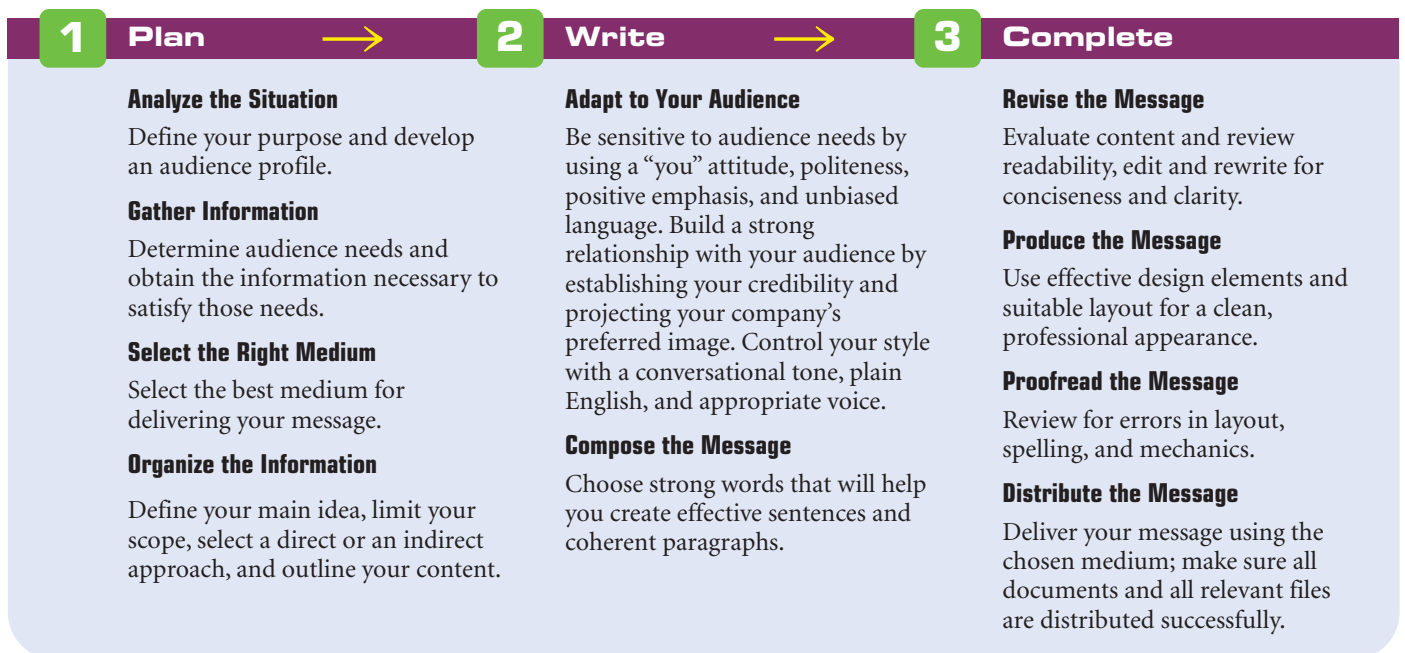 1 Plan → 2 Write → 3 Complete
Analyze the Situation
Define your purpose and develop
an audience profile.
Gather Information
Determine audience needs and
obtain the information necessary to
satisfy those needs.
Select the Right Medium
Select the best medium for
delivering your message.
Organize the Information
Define your main idea, limit your
scope, select a direct or an indirect
approach, and outline your content.
Adapt to Your Audience
Be sensitive to audience needs by
using a “you” attitude, politeness,
positive emphasis, and unbiased
language. Build a strong
relationship with your audience by
establishing your credibility and
projecting your company’s
preferred image. Control your style
with a conversational tone, plain
English, and appropriate voice.
Compose the Message
Choose strong words that will help
you create effective sentences and
coherent paragraphs.
Revise the Message
Evaluate content and review
readability, edit and rewrite for
conciseness and clarity.
Produce the Message
Use effective design elements and
suitable layout for a clean,
professional appearance.
Proofread the Message
Review for errors in layout,
spelling, and mechanics.
Distribute the Message
Deliver your message using the
chosen medium; make sure all
documents and all relevant files
are distributed successfully.